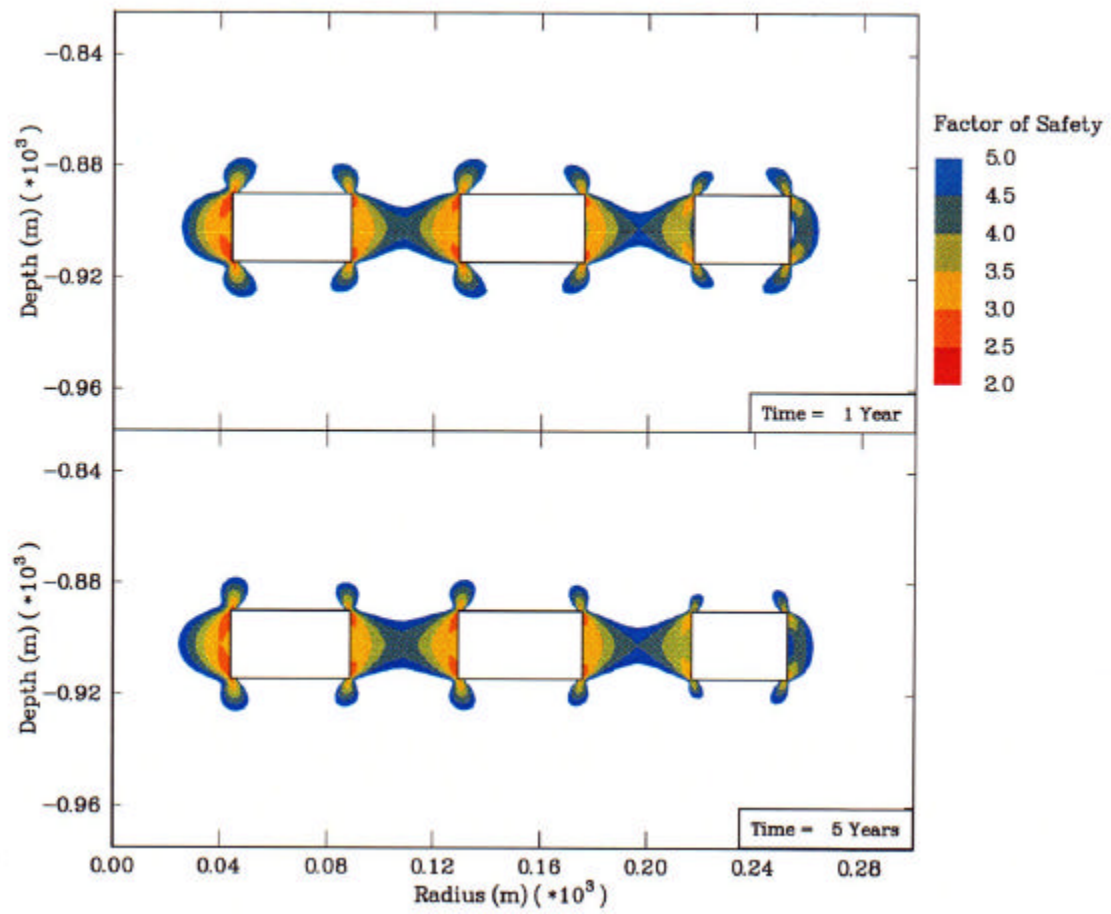 Factor of Safety
5.0
4.5
4.0
3.5
3.0
2.5
2.0
Depth (m) ( *10³)
-0.84
-0.88
-0.92
-0.96
Time = 1 Year
Depth (m) ( *10³)
-0.84
-0.88
-0.92
-0.96
Time = 5 Years
0.00 0.04 0.08 0.12 0.16 0.20 0.24 0.28
Radius (m) ( *10³)